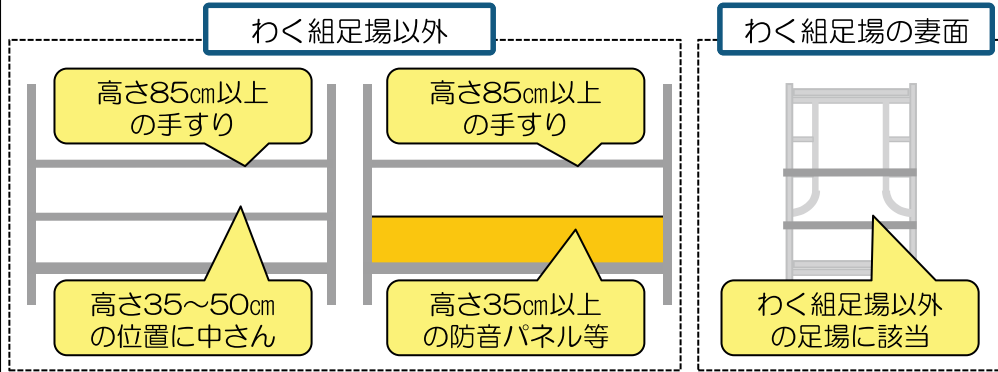 わく組足場以外
高さ85㎝以上
の手すり
高さ35～50㎝
の位置に中さん
高さ85㎝以上
の手すり
高さ35㎝以上
の防音パネル等
わく組足場の妻面
わく組足場以外
の足場に該当